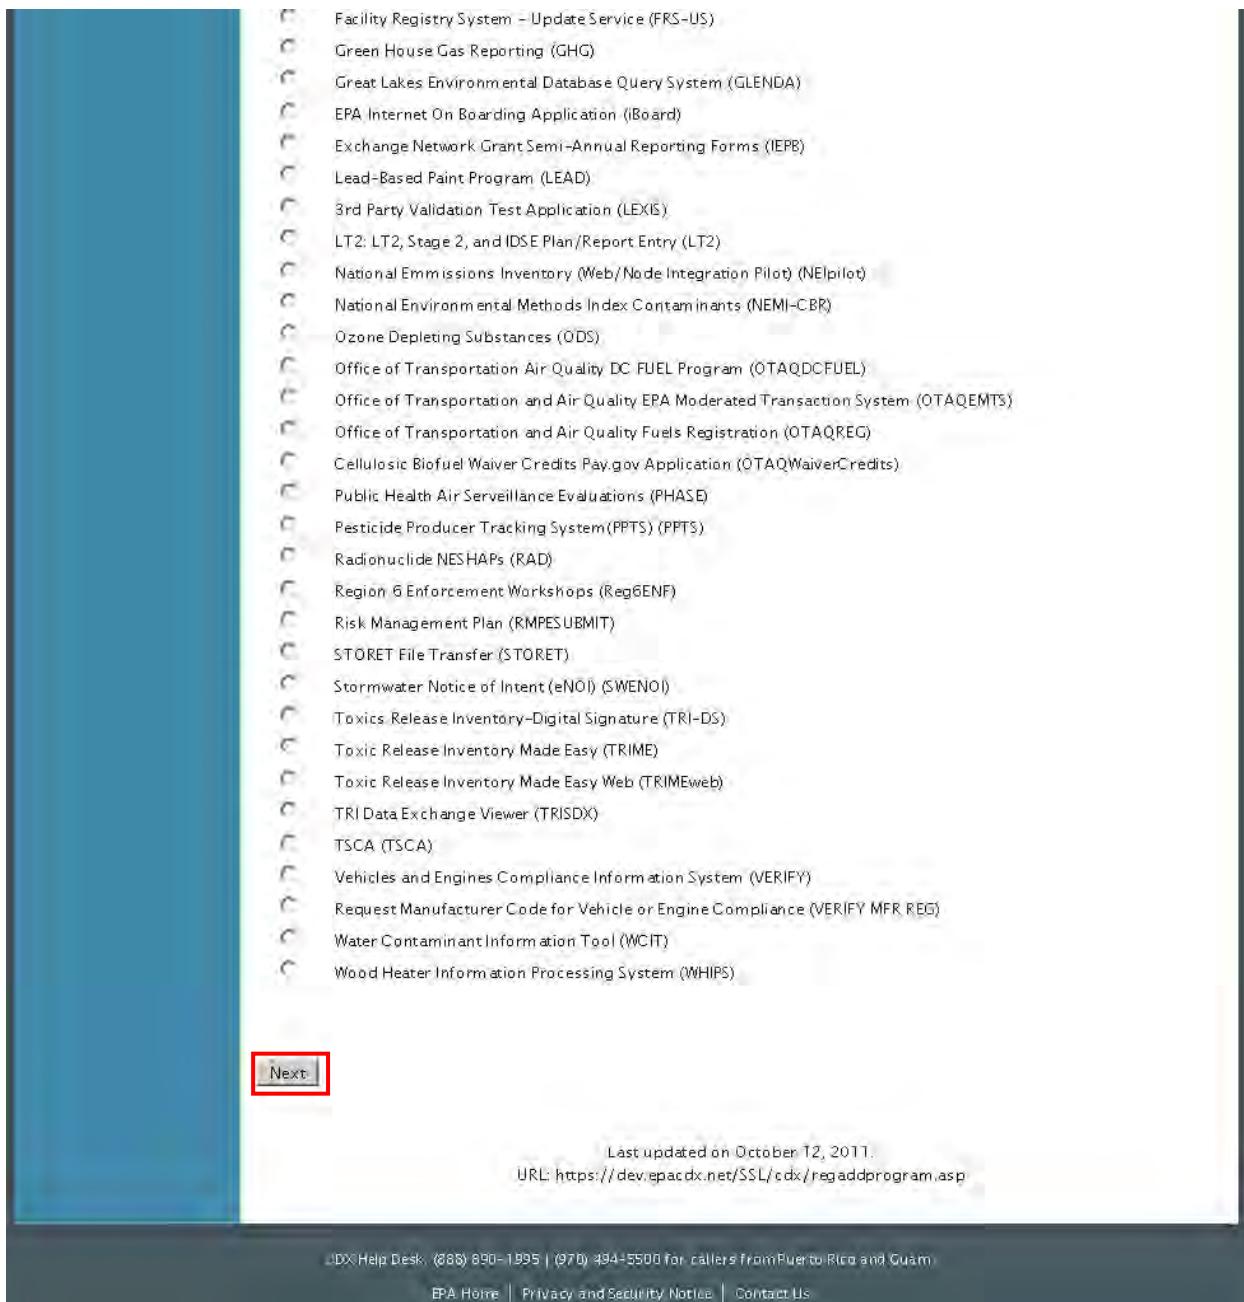 Facility Registry System - Update Service (FRS-US)
Green House Gas Reporting (GHG)
Great Lakes Environmental Database Query System (GLENDA)
EPA Internet On Boarding Application (iBoard)
Exchange Network Grant Semi-Annual Reporting Forms (IEPB)
Lead-Based Paint Program (LEAD)
3rd Party Validation Test Application (LEXIS)
LT2: LT2, Stage 2, and IDSE Plan/Report Entry (LT2)
National Emmissions Inventory (Web/Node Integration Pilot) (NEIpilot)
National Environmental Methods Index Contaminants (NEMI-CBR)
Ozone Depleting Substances (ODS)
Office of Transportation Air Quality DC FUEL Program (OTAQDCFUEL)
Office of Transportation and Air Quality EPA Moderated Transaction System (OTAQEMTS)
Office of Transportation and Air Quality Fuels Registration (OTAQREG)
Cellulosic Biofuel Waiver Credits Pay.gov Application (OTAQWaiverCredits)
Public Health Air Serveillance Evaluations (PHASE)
Pesticide Producer Tracking System(PPTS) (PPTS)
Radionuclide NESHAPs (RAD)
Region 6 Enforcement Workshops (Reg6ENF)
Risk Management Plan (RMPESUBMIT)
STORET File Transfer (STORET)
Stormwater Notice of Intent (eNOI) (SWENOI)
Toxics Release Inventory-Digital Signature (TRI-DS)
Toxic Release Inventory Made Easy (TRIME)
Toxic Release Inventory Made Easy Web (TRIMEweb)
TRI Data Exchange Viewer (TRISDX)
TSCA (TSCA)
Vehicles and Engines Compliance Information System (VERIFY)
Request Manufacturer Code for Vehicle or Engine Compliance (VERIFY MFR REG)
Water Contaminant Information Tool (WCIT)
Wood Heater Information Processing System (WHIPS)
Next
Last updated on October 12, 2011.
URL: https://dev.epacdx.net/SSL/cdx/regaddprogram.asp
CDX Help Desk: (888) 890-1995 | (970) 494-5500 for callers from Puerto Rico and Guam
EPA Home | Privacy and Security Notice | Contact Us